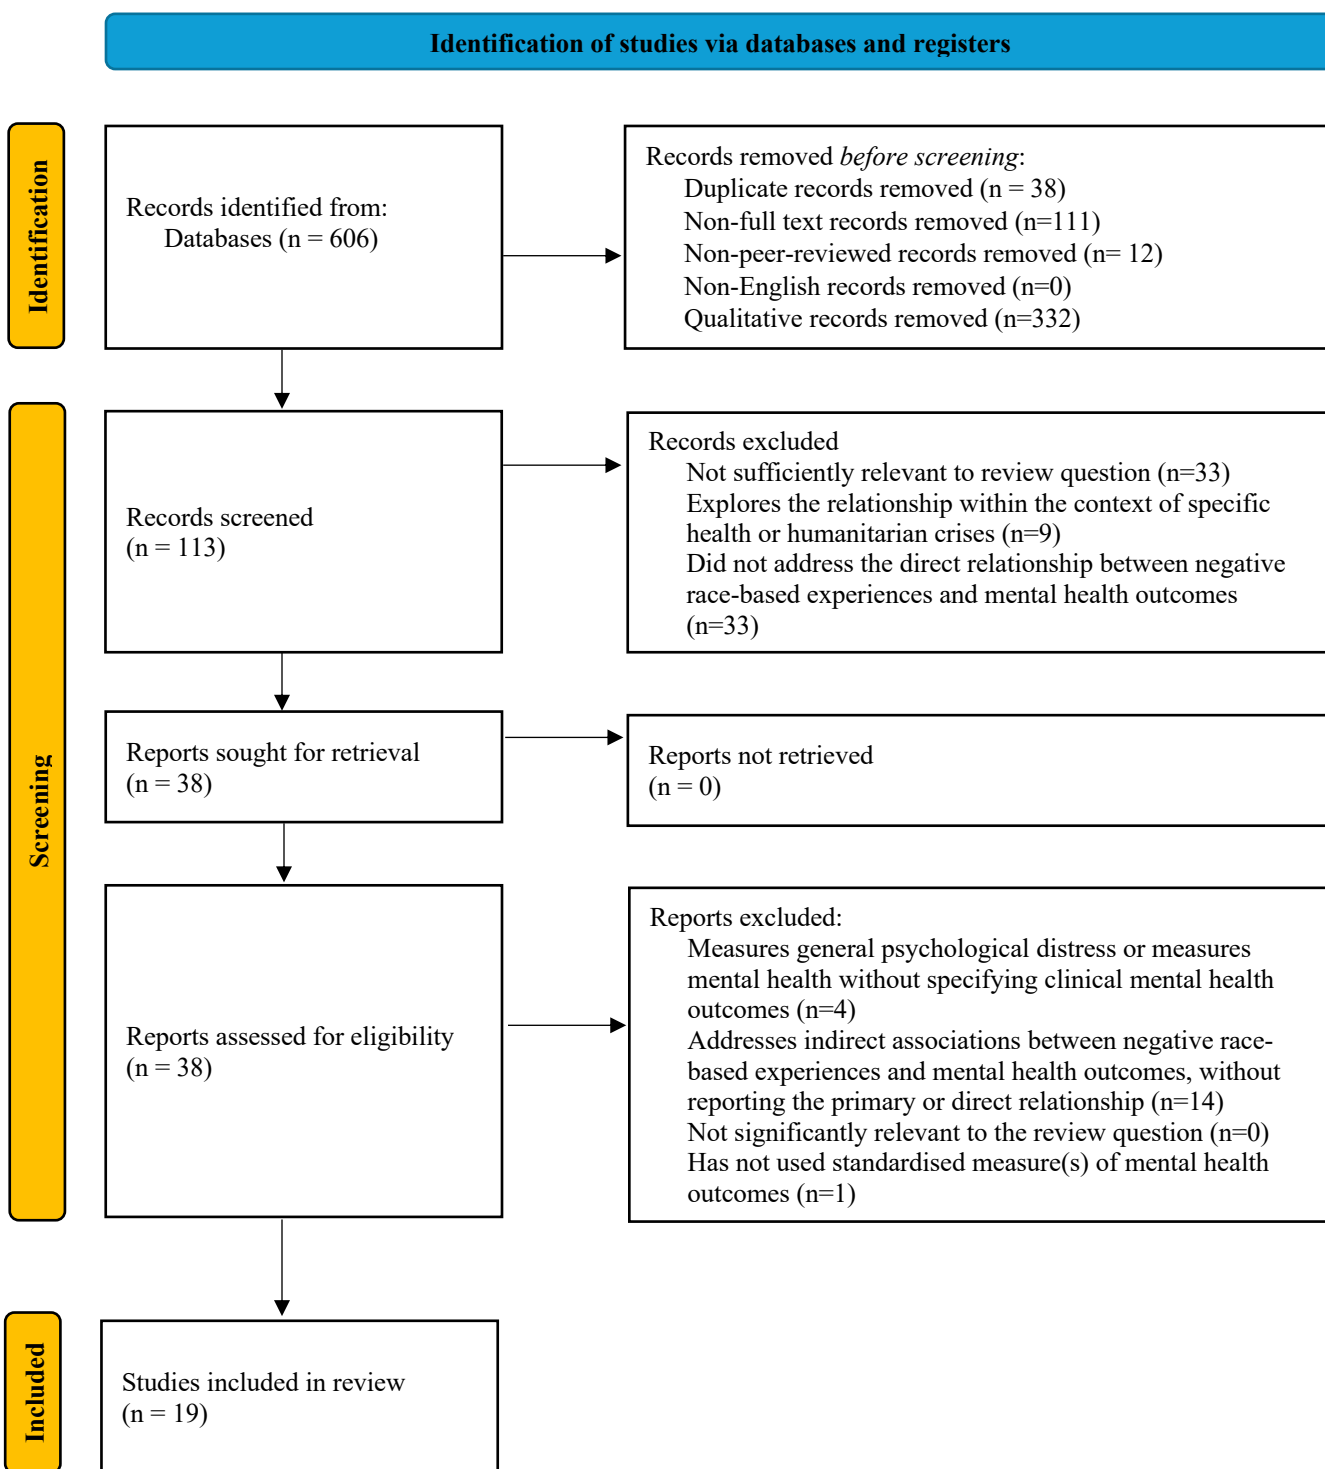 Identification of studies via databases and registers
Identification
Records identified from:
Databases (n = 606)
Records removed before screening:
Duplicate records removed (n = 38)
Non-full text records removed (n=111)
Non-peer-reviewed records removed (n= 12)
Non-English records removed (n=0)
Qualitative records removed (n=332)
Screening
Records screened
(n = 113)
Records excluded
Not sufficiently relevant to review question (n=33)
Explores the relationship within the context of specific
health or humanitarian crises (n=9)
Did not address the direct relationship between negative
race-based experiences and mental health outcomes
(n=33)
Reports sought for retrieval
(n = 38)
Reports not retrieved
(n = 0)
Reports assessed for eligibility
(n = 38)
Reports excluded:
Measures general psychological distress or measures
mental health without specifying clinical mental health
outcomes (n=4)
Addresses indirect associations between negative race-
based experiences and mental health outcomes, without
reporting the primary or direct relationship (n=14)
Not significantly relevant to the review question (n=0)
Has not used standardised measure(s) of mental health
outcomes (n=1)
Included
Studies included in review
(n = 19)